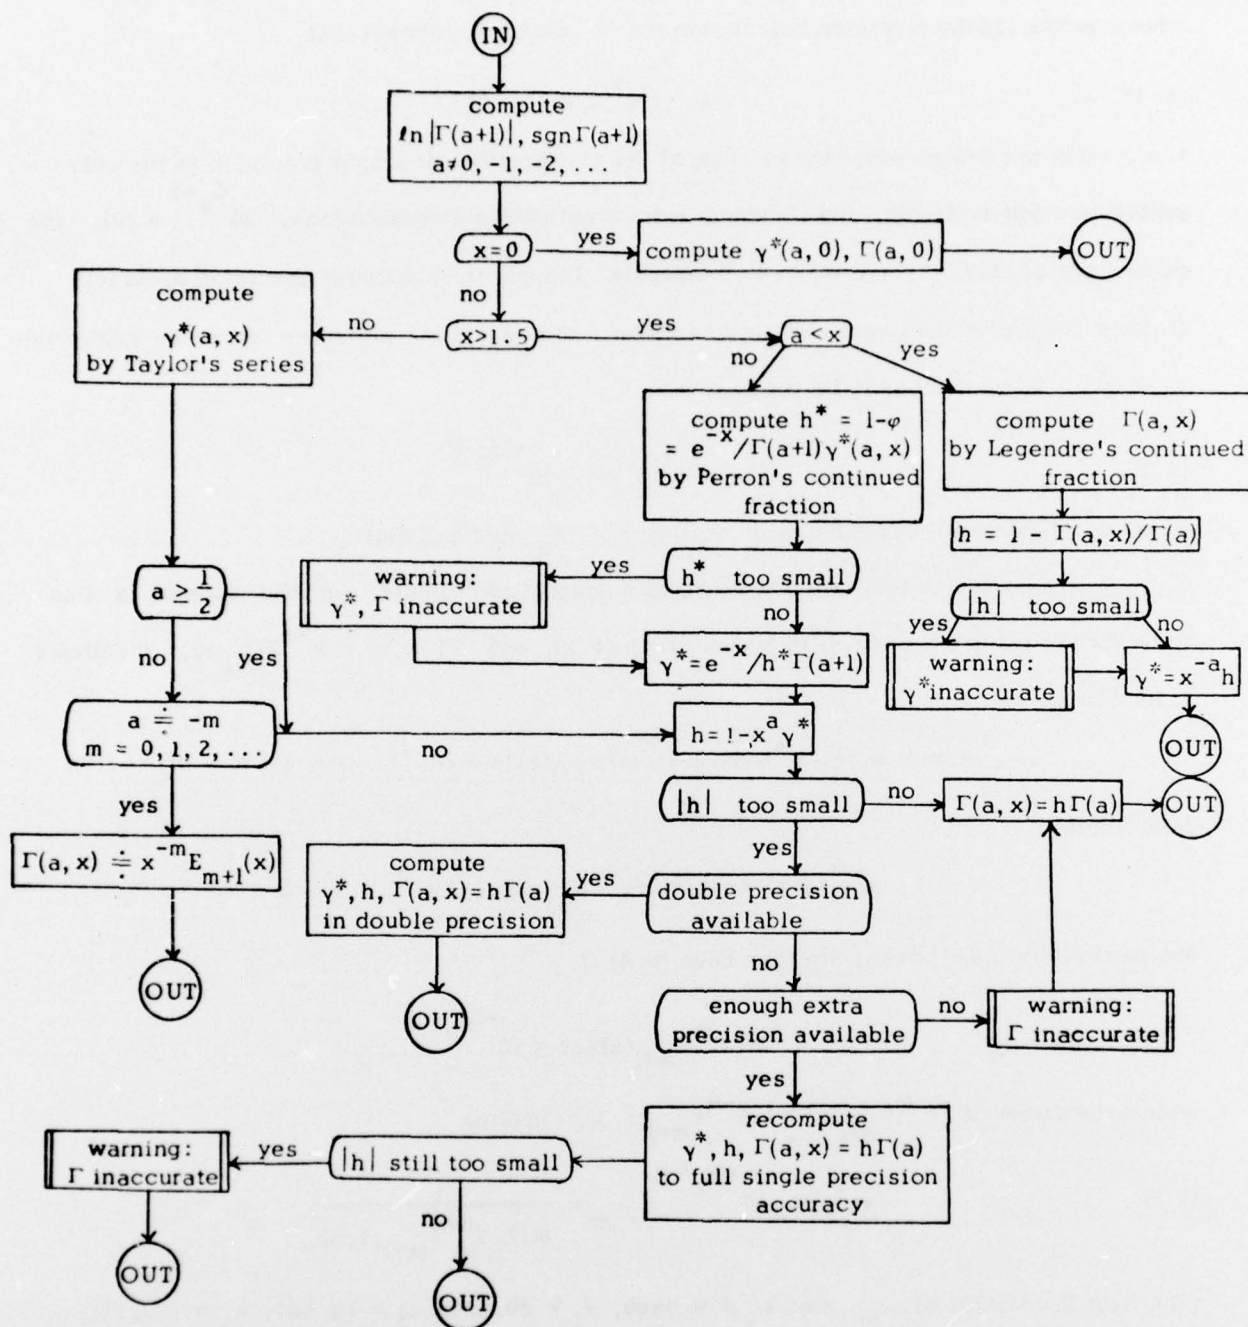 IN
compute
ℓn |Γ(a+1)|, sgn Γ(a+1)
a≠0, -1, -2, ...
x=0
yes
compute γ*(a, 0), Γ(a, 0)
OUT
no
compute
γ*(a, x)
by Taylor's series
no
x>1.5
yes
a < x
no
yes
compute h* = 1-φ
= e^-x/Γ(a+1)γ*(a, x)
by Perron's continued
fraction
compute Γ(a, x)
by Legendre's continued
fraction
h = 1 - Γ(a, x)/Γ(a)
a ≥ 1/2
warning:
γ*, Γ inaccurate
yes
h* too small
|h| too small
no
yes
no
yes
no
γ*=e^-x/h*Γ(a+1)
warning:
γ* inaccurate
γ*=x^-a h
a ≑ -m
m = 0, 1, 2, ...
no
h=1-x^a γ*
OUT
yes
|h| too small
no
Γ(a, x)=hΓ(a)
OUT
Γ(a, x) ≑ x^-m E_m+1(x)
yes
compute
γ*, h, Γ(a, x)=hΓ(a)
in double precision
yes
double precision
available
no
OUT
OUT
enough extra
precision available
no
warning:
Γ inaccurate
yes
recompute
γ*, h, Γ(a, x) = hΓ(a)
to full single precision
accuracy
warning:
Γ inaccurate
yes
|h| still too small
no
OUT
OUT